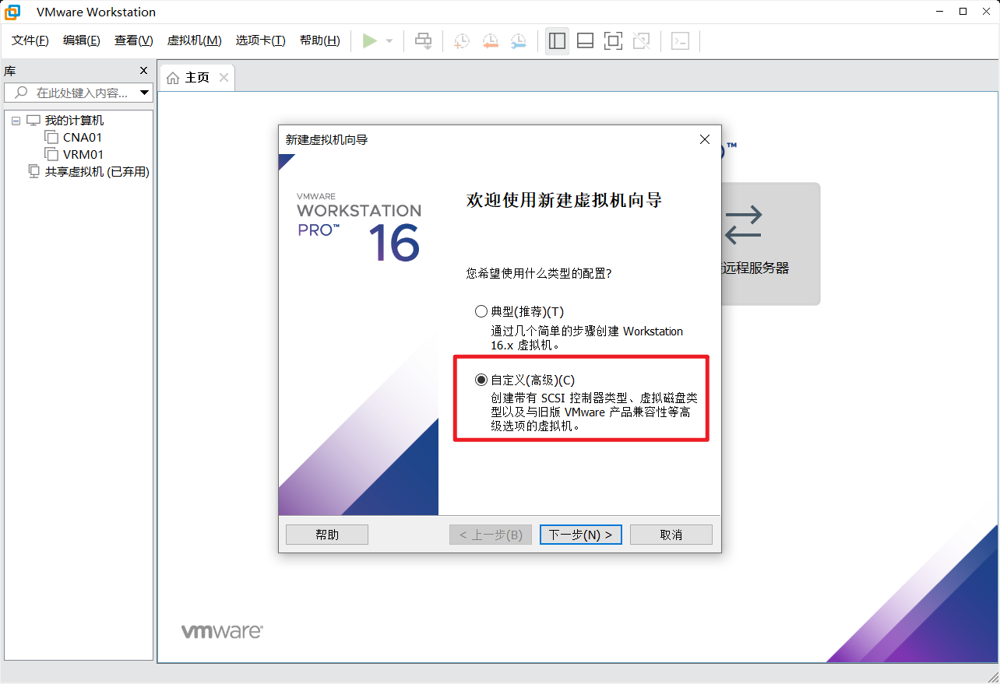 VMware Workstation
文件(F) 编辑(E) 查看(V) 虚拟机(M) 选项卡(T) 帮助(H)
库
主页
在此处键入内容...
我的计算机
CNA01
VRM01
共享虚拟机 (已弃用)
新建虚拟机向导
™
VMWARE
WORKSTATION
PRO™
16
欢迎使用新建虚拟机向导
您希望使用什么类型的配置?
典型(推荐)(T)
通过几个简单的步骤创建 Workstation
16.x 虚拟机。
自定义(高级)(C)
创建带有 SCSI 控制器类型、虚拟磁盘类
型以及与旧版 VMware 产品兼容性等高
级选项的虚拟机。
远程服务器
帮助
< 上一步(B)
下一步(N) >
取消
vmware®